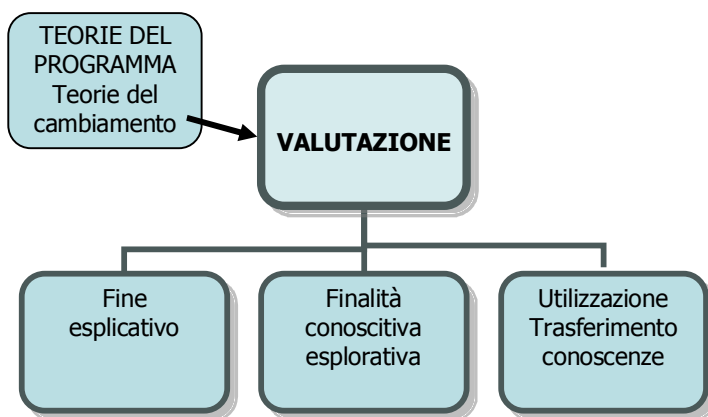 TEORIE DEL
PROGRAMMA
Teorie del
cambiamento
VALUTAZIONE
Fine
esplicativo
Finalità
conoscitiva
esplorativa
Utilizzazione
Trasferimento
conoscenze